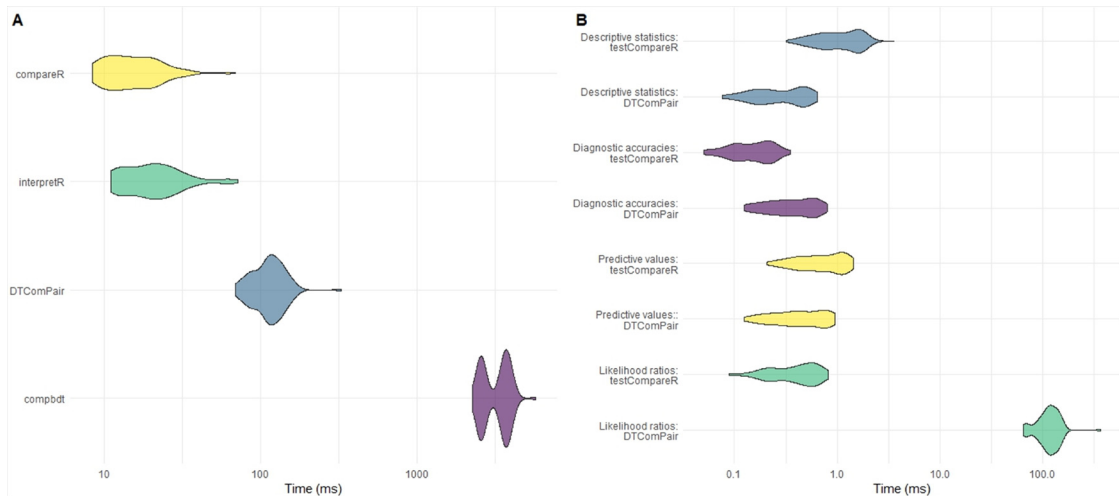 A
compareR
interpretR
DTComPair
compbdt
10
100
1000
Time (ms)
B
Descriptive statistics:
testCompareR
Descriptive statistics:
DTComPair
Diagnostic accuracies:
testCompareR
Diagnostic accuracies:
DTComPair
Predictive values:
testCompareR
Predictive values::
DTComPair
Likelihood ratios:
testCompareR
Likelihood ratios:
DTComPair
0.1
1.0
10.0
100.0
Time (ms)